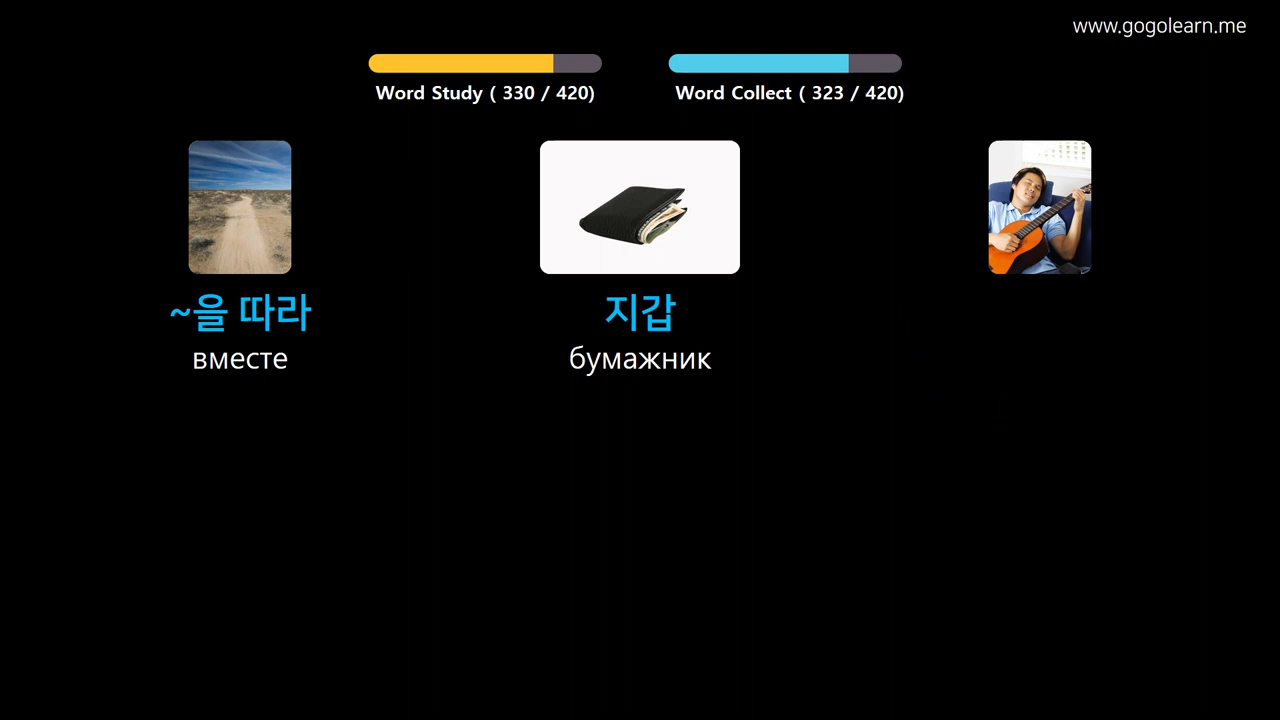 www.gogolearn.me
Word Study ( 330 / 420)
Word Collect ( 323 / 420)
~을 따라
вместе
지갑
бумажник